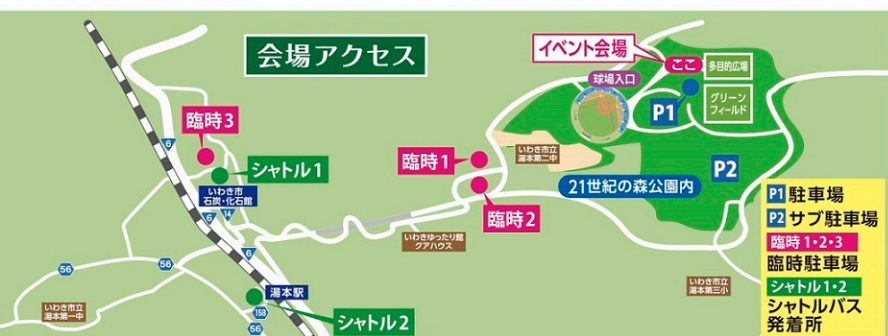 会場アクセス
イベント会場
ここ
多目的広場
球場入口
P1
グリーン
フィールド
6
臨時3
シャトル1
いわき市
石炭・化石館
6
14
臨時1
臨時2
いわき市立
湯本第二中
P2
21世紀の森公園内
いわきゆったり館
クアハウス
6
56
56
湯本駅
いわき市立
湯本第一中
158
56
シャトル2
いわき市立
湯本第三小
P1 駐車場
P2 サブ駐車場
臨時1・2・3
臨時駐車場
シャトル1・2
シャトルバス
発着所